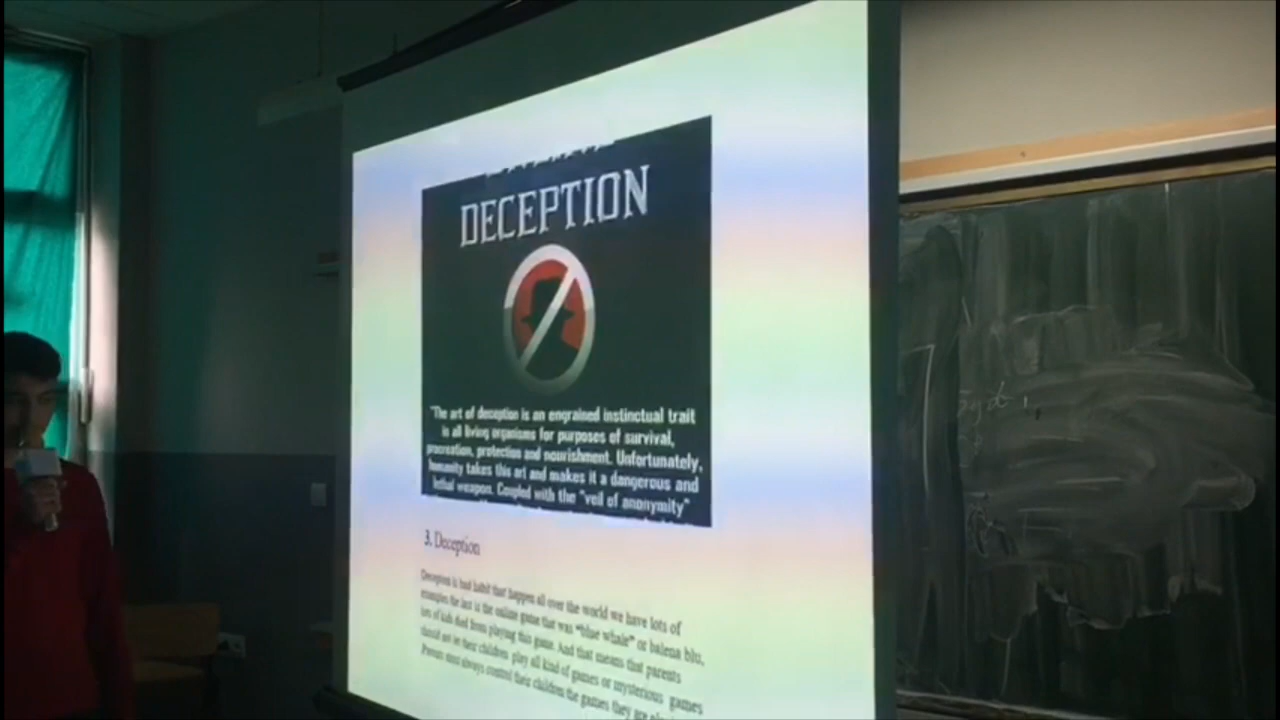 DECEPTION
"The art of deception is an engrained instinctual trait
in all living organisms for purposes of survival,
procreation, protection and nourishment. Unfortunately,
humanity takes this art and makes it a dangerous and
lethal weapon. Coupled with the "veil of anonymity"
3. Deception
Deception is bad habit that happen all over the world we have lots of
examples the last is the online game that was "blue whale" or balena blu,
lots of kids died from playing this game. And that means that parents
should not let their children play all kind of games or mysterious games
Parents must always control their children the games they are